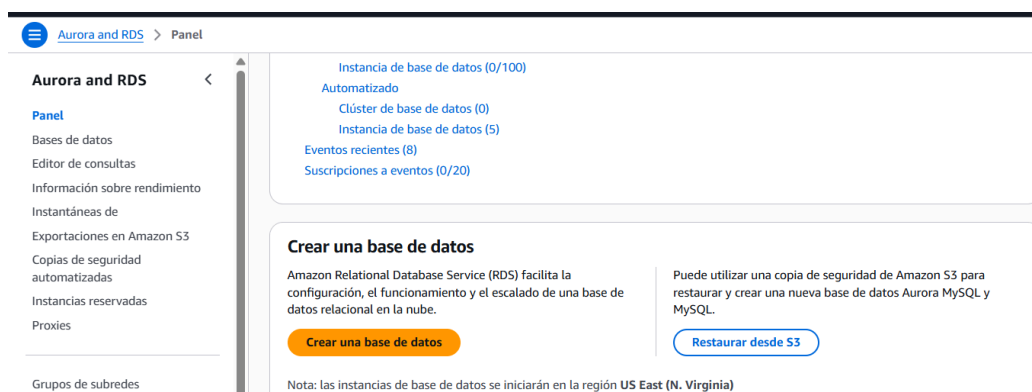 Aurora and RDS > Panel
Aurora and RDS
Panel
Bases de datos
Editor de consultas
Información sobre rendimiento
Instantáneas de
Exportaciones en Amazon S3
Copias de seguridad
automatizadas
Instancias reservadas
Proxies
Grupos de subredes
Instancia de base de datos (0/100)
Automatizado
Clúster de base de datos (0)
Instancia de base de datos (5)
Eventos recientes (8)
Suscripciones a eventos (0/20)
Crear una base de datos
Amazon Relational Database Service (RDS) facilita la
configuración, el funcionamiento y el escalado de una base de
datos relacional en la nube.
Crear una base de datos
Puede utilizar una copia de seguridad de Amazon S3 para
restaurar y crear una nueva base de datos Aurora MySQL y
MySQL.
Restaurar desde S3
Nota: las instancias de base de datos se iniciarán en la región US East (N. Virginia)